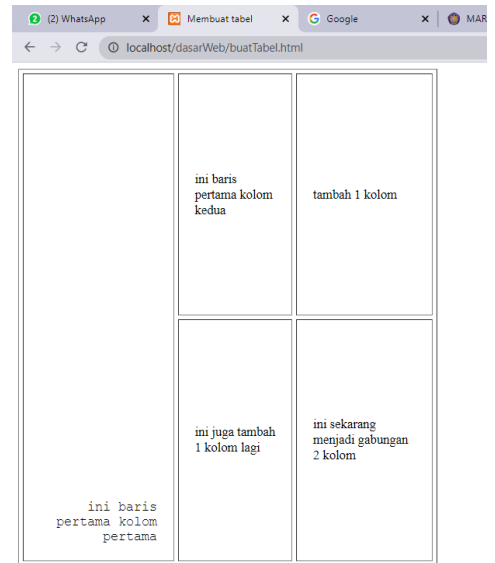 (2) WhatsApp
Membuat tabel
Google
MAR
localhost/dasarWeb/buatTabel.html
ini baris
pertama kolom
kedua
tambah 1 kolom
ini baris
pertama kolom
pertama
ini juga tambah
1 kolom lagi
ini sekarang
menjadi gabungan
2 kolom